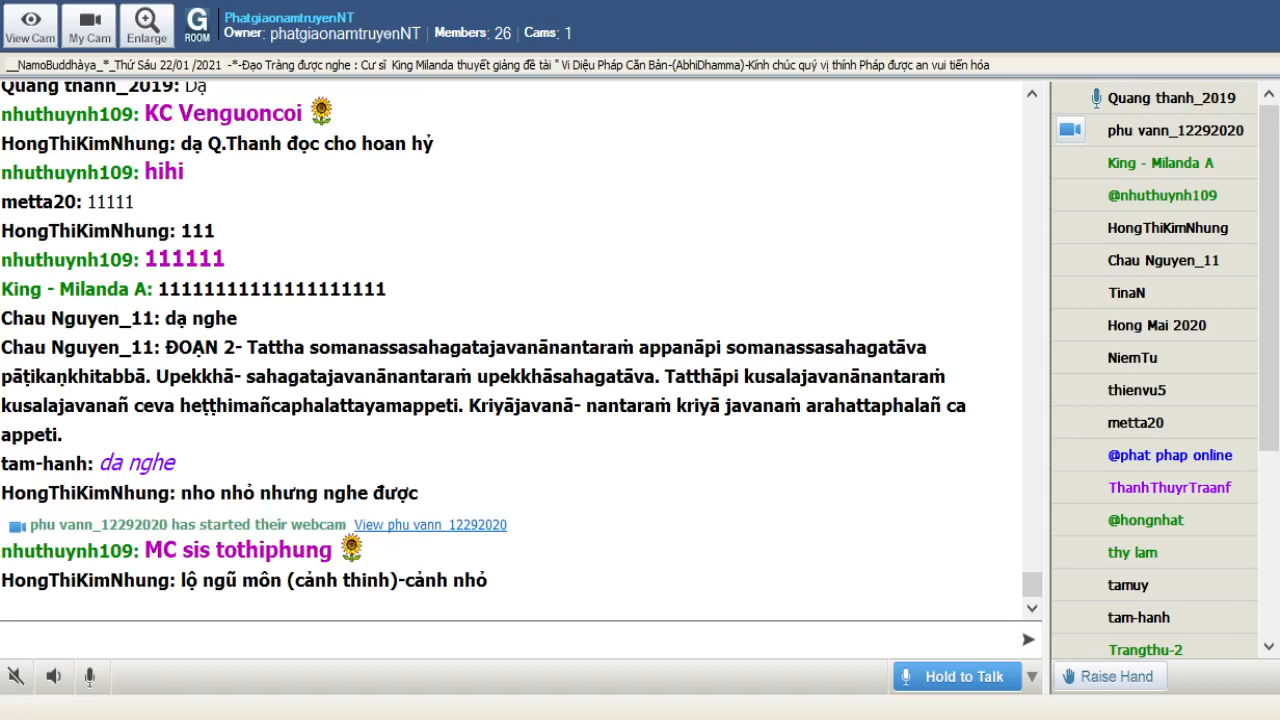 View Cam
My Cam
Enlarge
G ROOM
PhatgiaonamtruyenNT
Owner: phatgiaonamtruyenNT | Members: 26 | Cams: 1
__NamoBuddhàya_*_Thứ Sáu 22/01 /2021 -*-Đạo Tràng được nghe : Cư sĩ King Milanda thuyết giảng đề tài " Vi Diệu Pháp Căn Bản-(AbhiDhamma)-Kính chúc quý vị thính Pháp được an vui tiến hóa
Quang thanh_2019: Dạ
nhuthuynh109: KC Venguoncoi
HongThiKimNhung: dạ Q.Thanh đọc cho hoan hỷ
nhuthuynh109: hihi
metta20: 11111
HongThiKimNhung: 111
nhuthuynh109: 111111
King - Milanda A: 11111111111111111111
Chau Nguyen_11: dạ nghe
Chau Nguyen_11: ĐOẠN 2- Tattha somanassasahagatajavanānantaraṁ appanāpi somanassasahagatāva
pāṭikaṇkhitabbā. Upekkhā- sahagatajavanānantaraṁ upekkhāsahagatāva. Tatthāpi kusalajavanānantaraṁ
kusalajavanañ ceva heṭṭhimañcaphalattayamappeti. Kriyājavanā- nantaraṁ kriyā javanaṁ arahattaphalañ ca
appeti.
tam-hanh: da nghe
HongThiKimNhung: nho nhỏ nhưng nghe được
phu vann_12292020 has started their webcam View phu vann_12292020
nhuthuynh109: MC sis tothiphung
HongThiKimNhung: lộ ngũ môn (cảnh thinh)-cảnh nhỏ
Hold to Talk
Quang thanh_2019
phu vann_12292020
King - Milanda A
@nhuthuynh109
HongThiKimNhung
Chau Nguyen_11
TinaN
Hong Mai 2020
NiemTu
thienvu5
metta20
@phat phap online
ThanhThuyrTraanf
@hongnhat
thy lam
tamuy
tam-hanh
Trangthu-2
Raise Hand